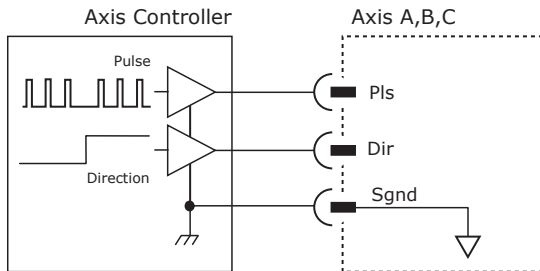 Axis Controller
Axis A,B,C
Pulse
Pls
Dir
Direction
Sgnd